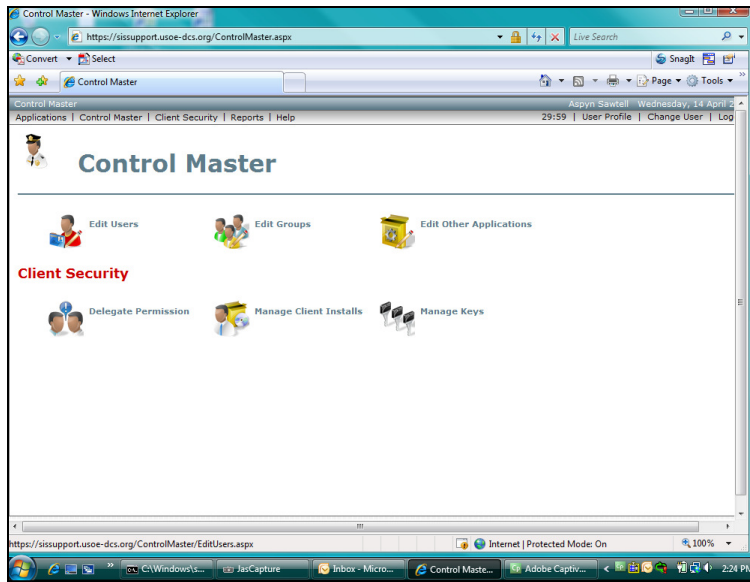 Control Master - Windows Internet Explorer
https://sissupport.usoe-dcs.org/ControlMaster.aspx
Live Search
Convert Select
SnagIt
Control Master
Page Tools
Control Master Aspyn Sawtell Wednesday, 14 April 2
Applications | Control Master | Client Security | Reports | Help 29:59 | User Profile | Change User | Log
Control Master
Edit Users Edit Groups Edit Other Applications
Client Security
Delegate Permission Manage Client Installs Manage Keys
https://sissupport.usoe-dcs.org/ControlMaster/EditUsers.aspx Internet | Protected Mode: On 100%
C:\Windows\s... JasCapture Inbox - Micro... Control Maste... Adobe Captiv... 2:24 P